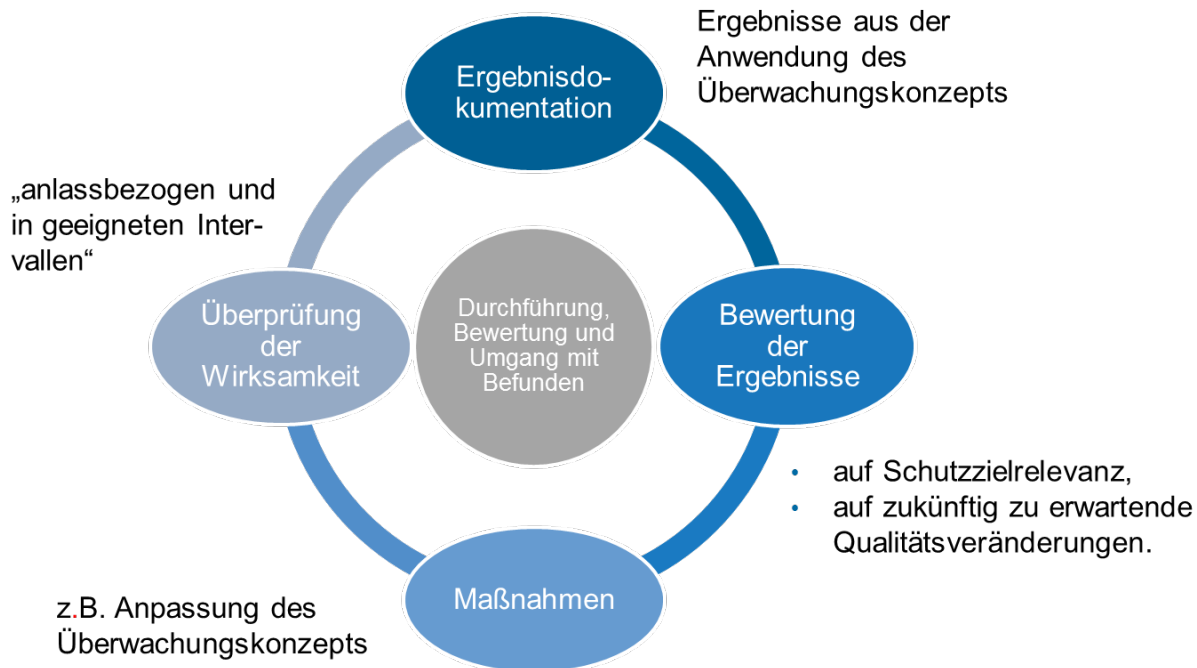 Ergebnisdo-
kumentation
Ergebnisse aus der
Anwendung des
Überwachungskonzepts
„anlassbezogen und
in geeigneten Inter-
vallen“
Überprüfung
der
Wirksamkeit
Durchführung,
Bewertung und
Umgang mit
Befunden
Bewertung
der
Ergebnisse
• auf Schutzzielrelevanz,
• auf zukünftig zu erwartende
Qualitätsveränderungen.
Maßnahmen
z.B. Anpassung des
Überwachungskonzepts